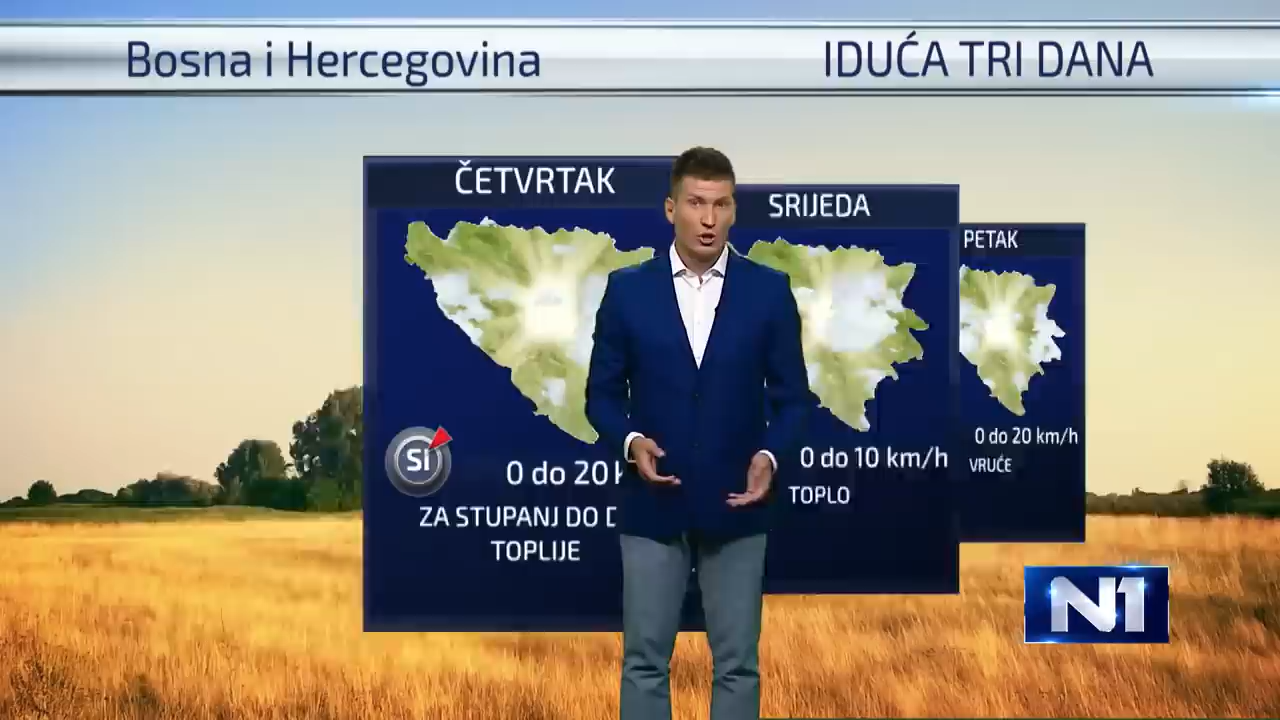 Bosna i Hercegovina
IDUĆA TRI DANA
ČETVRTAK
Si
0 do 20
ZA STUPANJ DO
TOPLIJE
SRIJEDA
0 do 10 km/h
TOPLO
PETAK
0 do 20 km/h
VRUĆE
N1